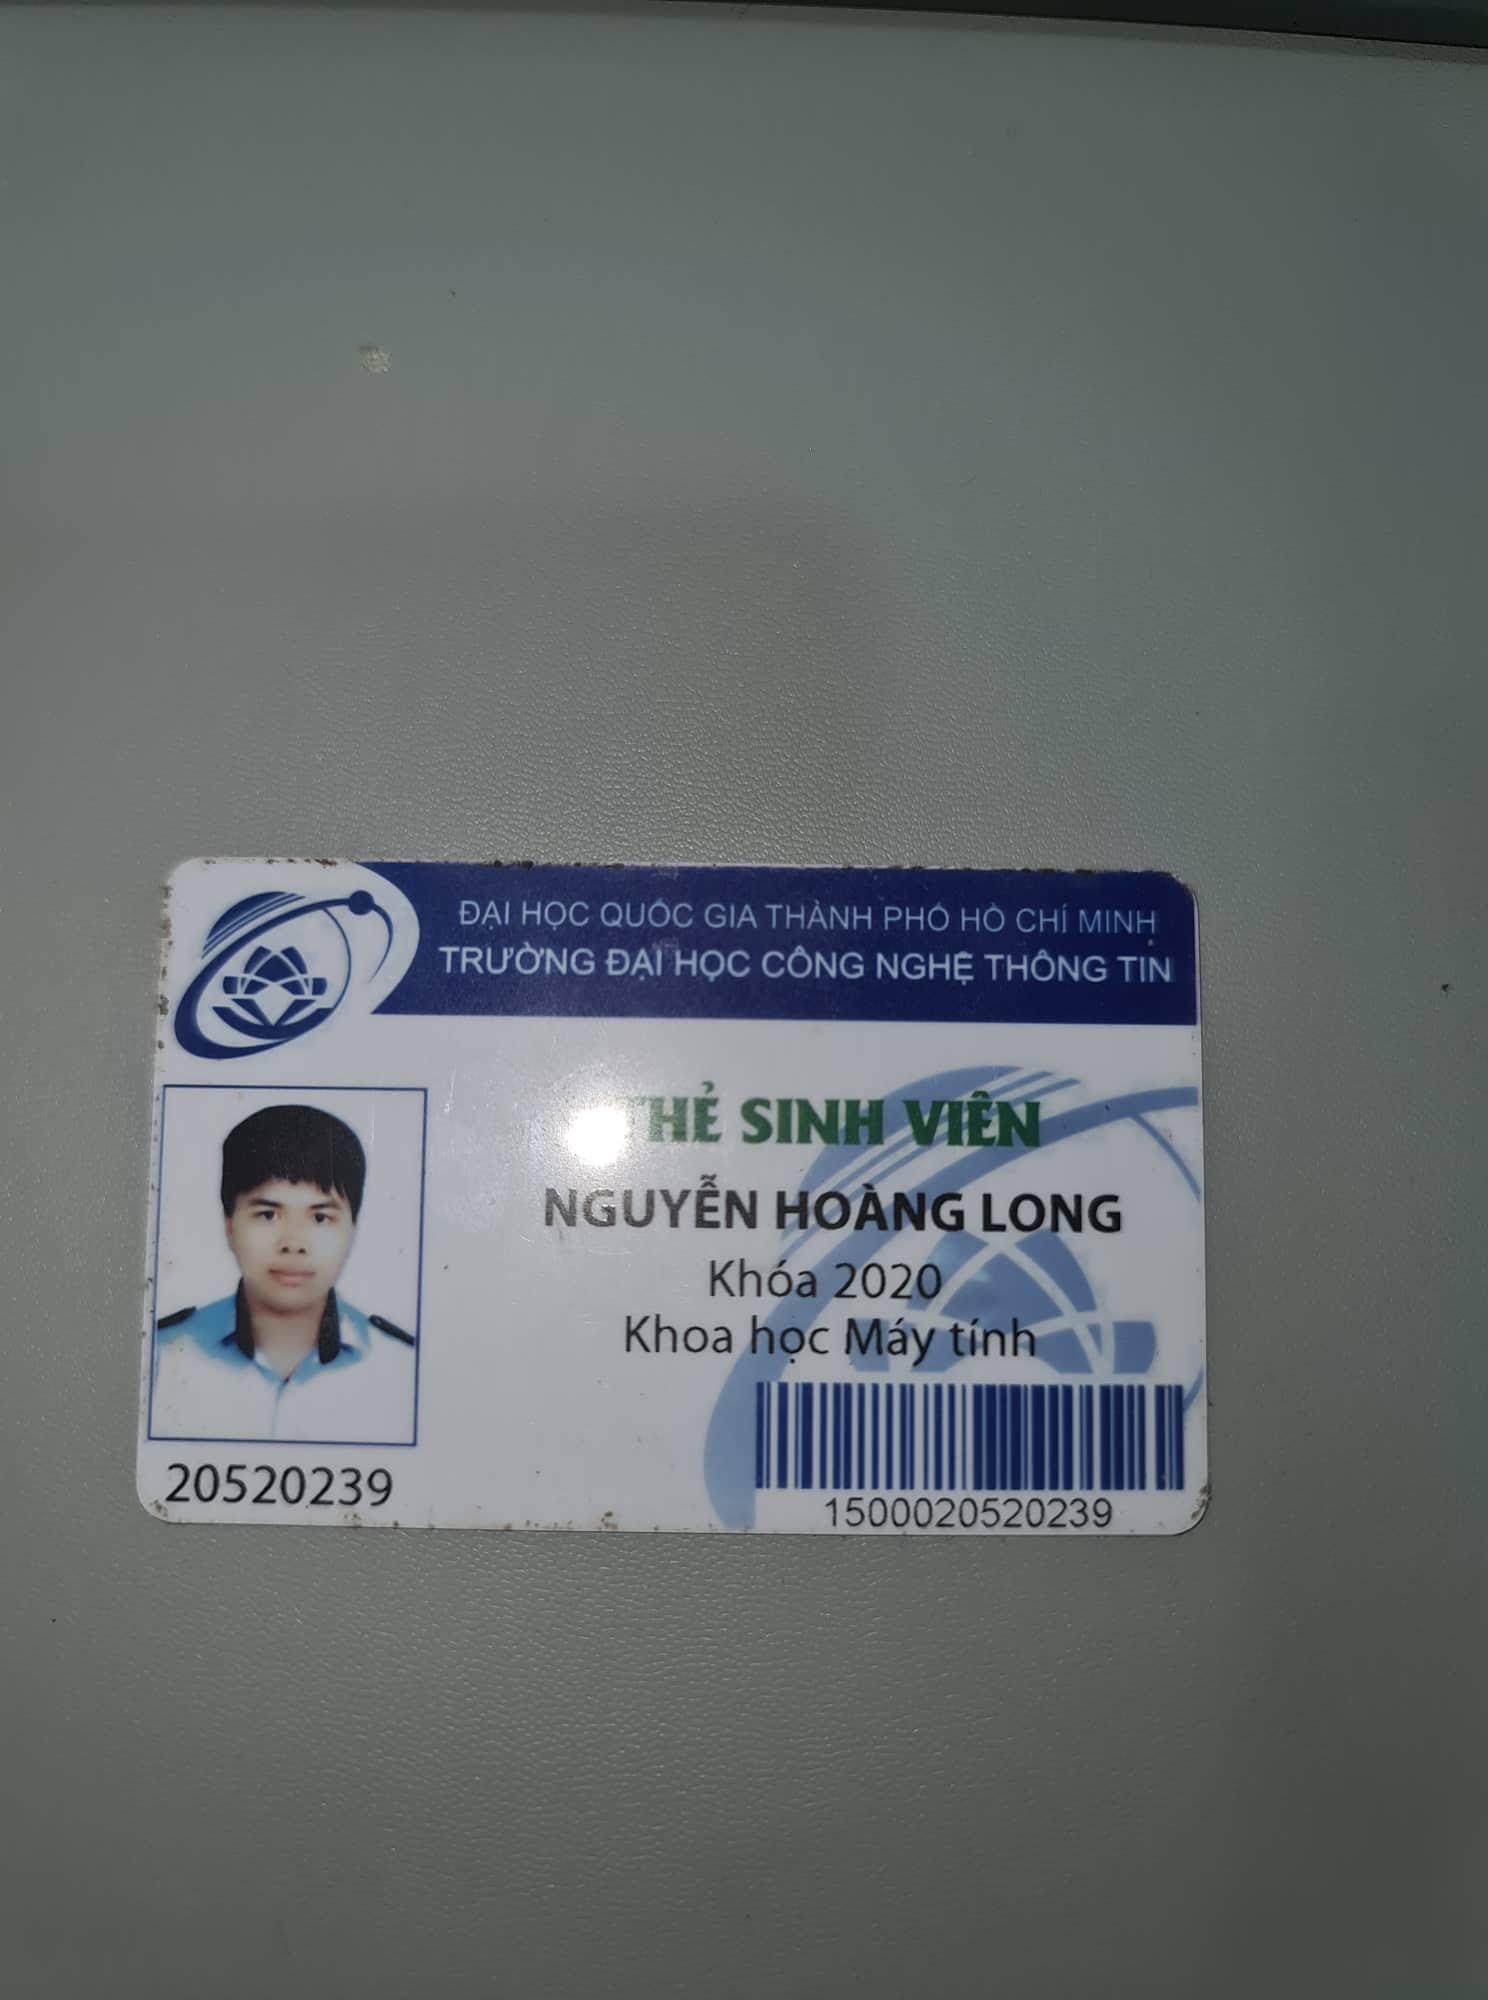 ĐẠI HỌC QUỐC GIA THÀNH PHỐ HỒ CHÍ MINH
TRƯỜNG ĐẠI HỌC CÔNG NGHỆ THÔNG TIN
THẺ SINH VIÊN
NGUYỄN HOÀNG LONG
Khóa 2020
Khoa học Máy tính
20520239
1500020520239